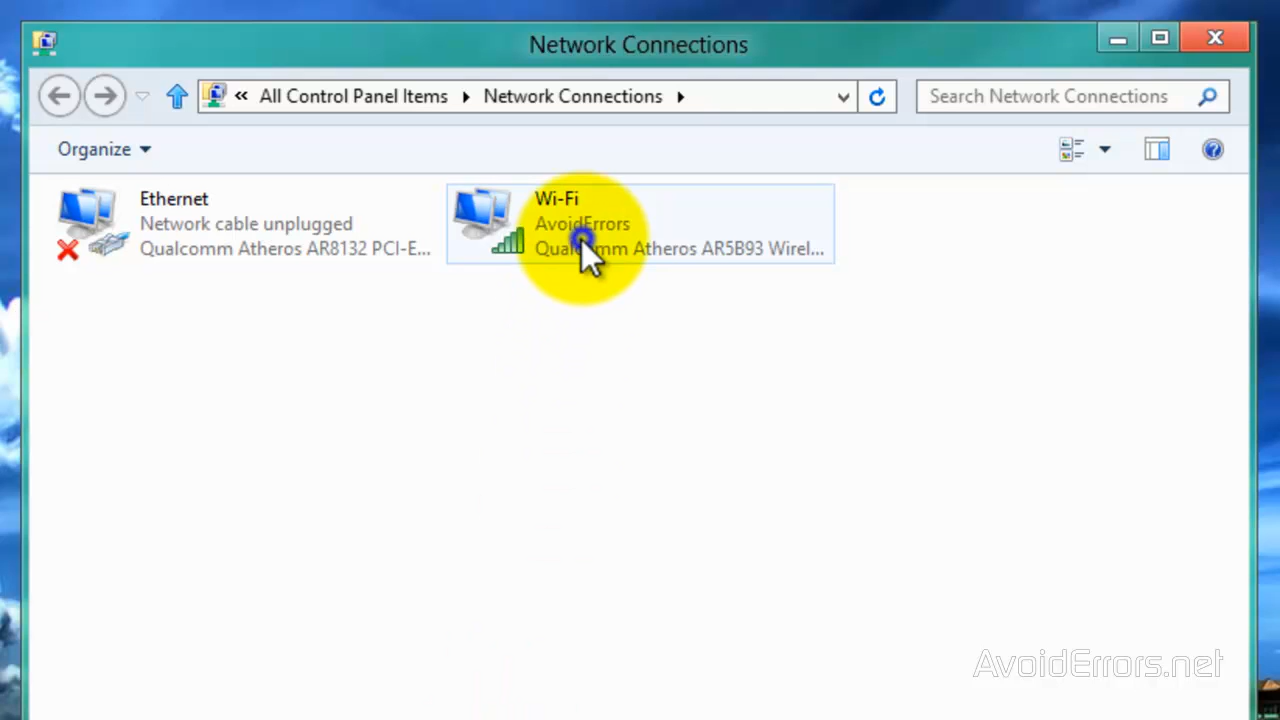 Network Connections
« All Control Panel Items Network Connections
Search Network Connections
Organize
Ethernet
Network cable unplugged
Qualcomm Atheros AR8132 PCI-E...
Wi-Fi
AvoidErrors
Qualcomm Atheros AR5B93 Wirel...
AvoidErrors.net